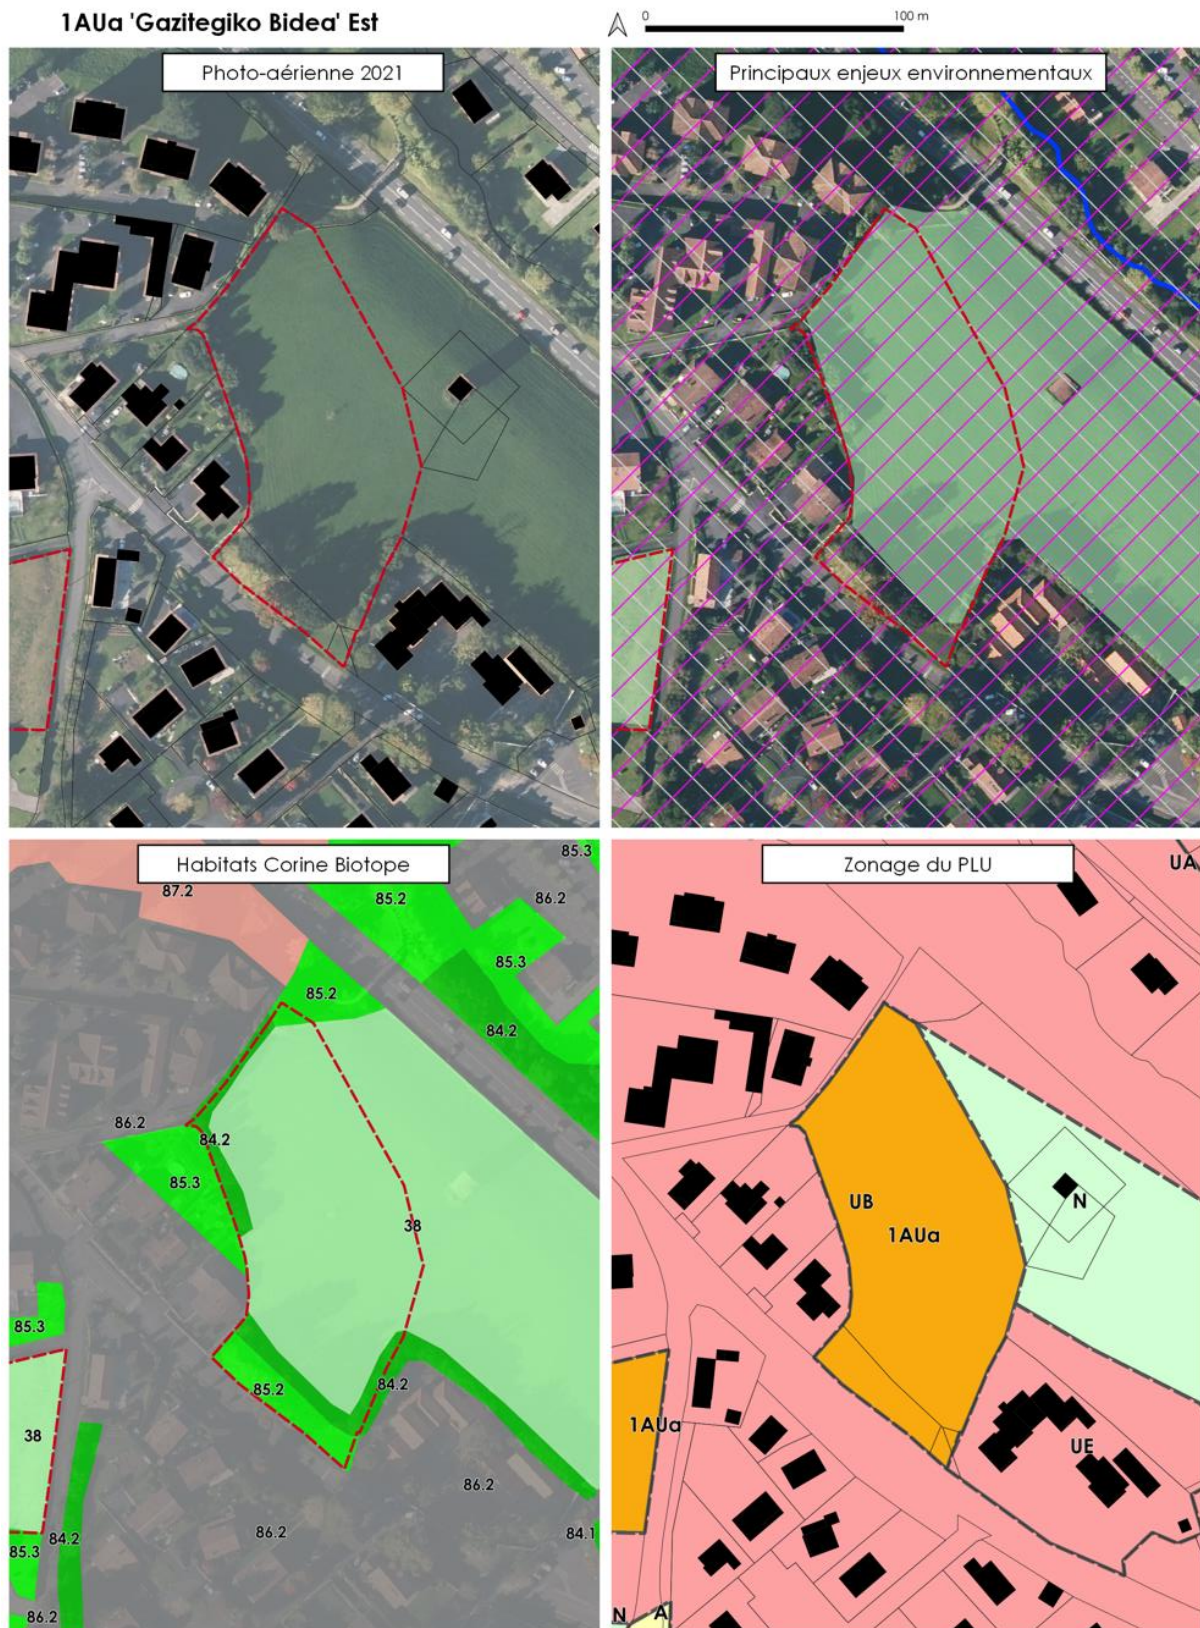 1AUa 'Gazitegiko Bidea' Est
0 100 m
Photo-aérienne 2021
Principaux enjeux environnementaux
Habitats Corine Biotope
85.3
87.2
85.2
86.2
85.3
85.2
84.2
86.2
84.2
85.3
38
85.3
85.2
84.2
38
86.2
84.2
86.2
84.1
85.3
86.2
Zonage du PLU
UA
UB
N
1AUa
1AUa
UE
N
A